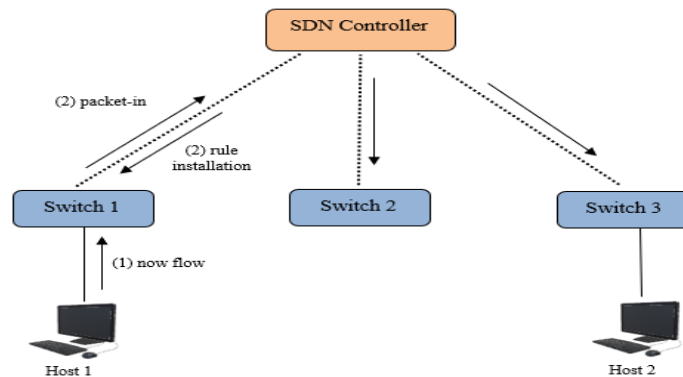 SDN Controller
(2) packet-in
(2) rule
installation
Switch 1
Switch 2
Switch 3
(1) now flow
Host 1
Host 2